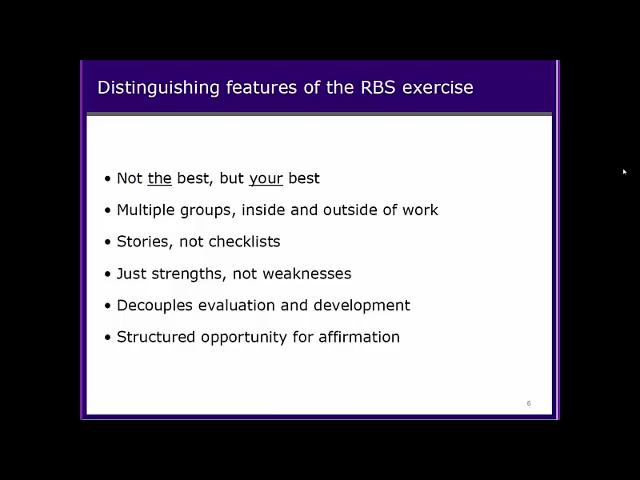 Distinguishing features of the RBS exercise
• Not the best, but your best
• Multiple groups, inside and outside of work
• Stories, not checklists
• Just strengths, not weaknesses
• Decouples evaluation and development
• Structured opportunity for affirmation
6